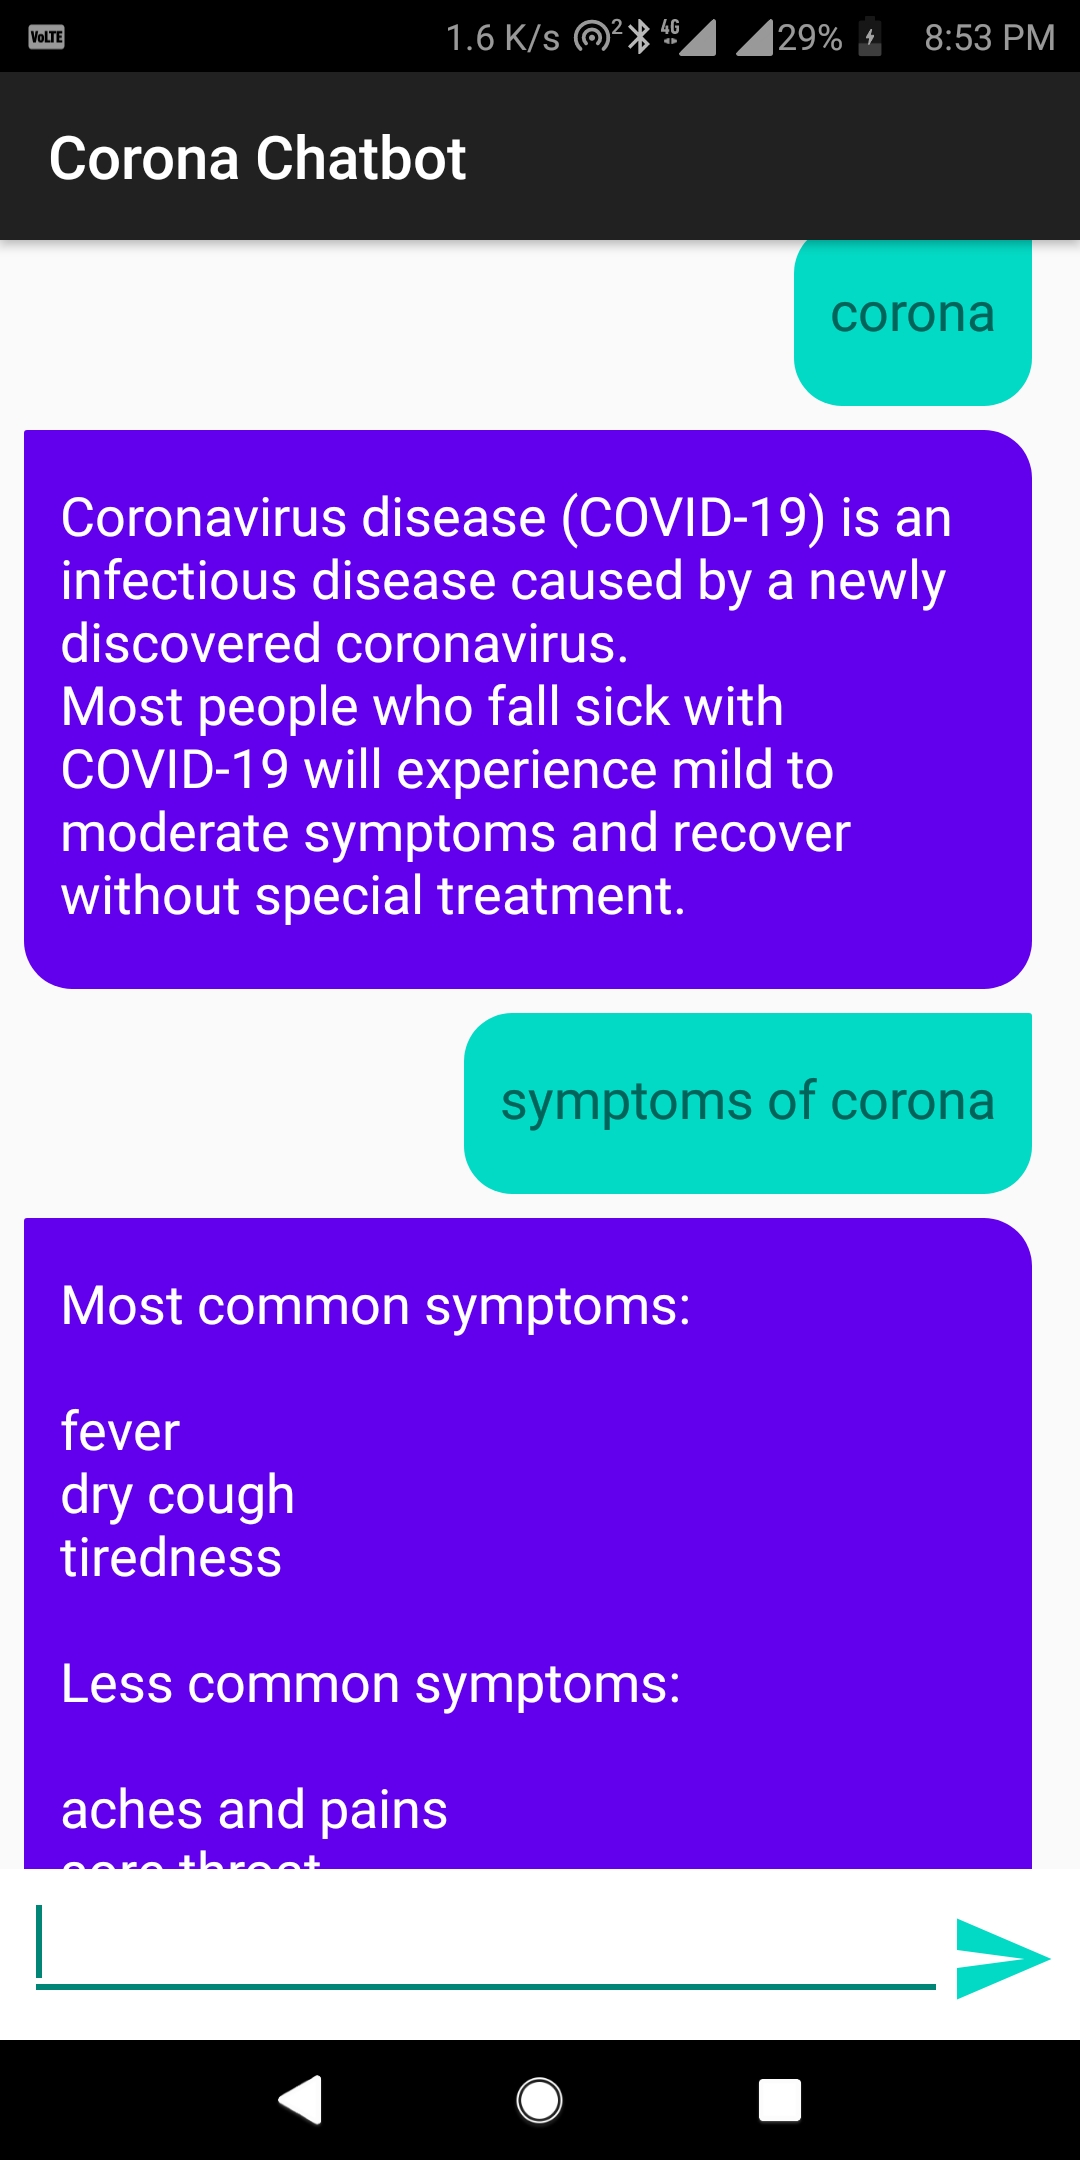 VoLTE
1.6 K/s 2 4G 29% 8:53 PM
Corona Chatbot
corona
Coronavirus disease (COVID-19) is an
infectious disease caused by a newly
discovered coronavirus.
Most people who fall sick with
COVID-19 will experience mild to
moderate symptoms and recover
without special treatment.
symptoms of corona
Most common symptoms:
fever
dry cough
tiredness
Less common symptoms:
aches and pains
sore throat